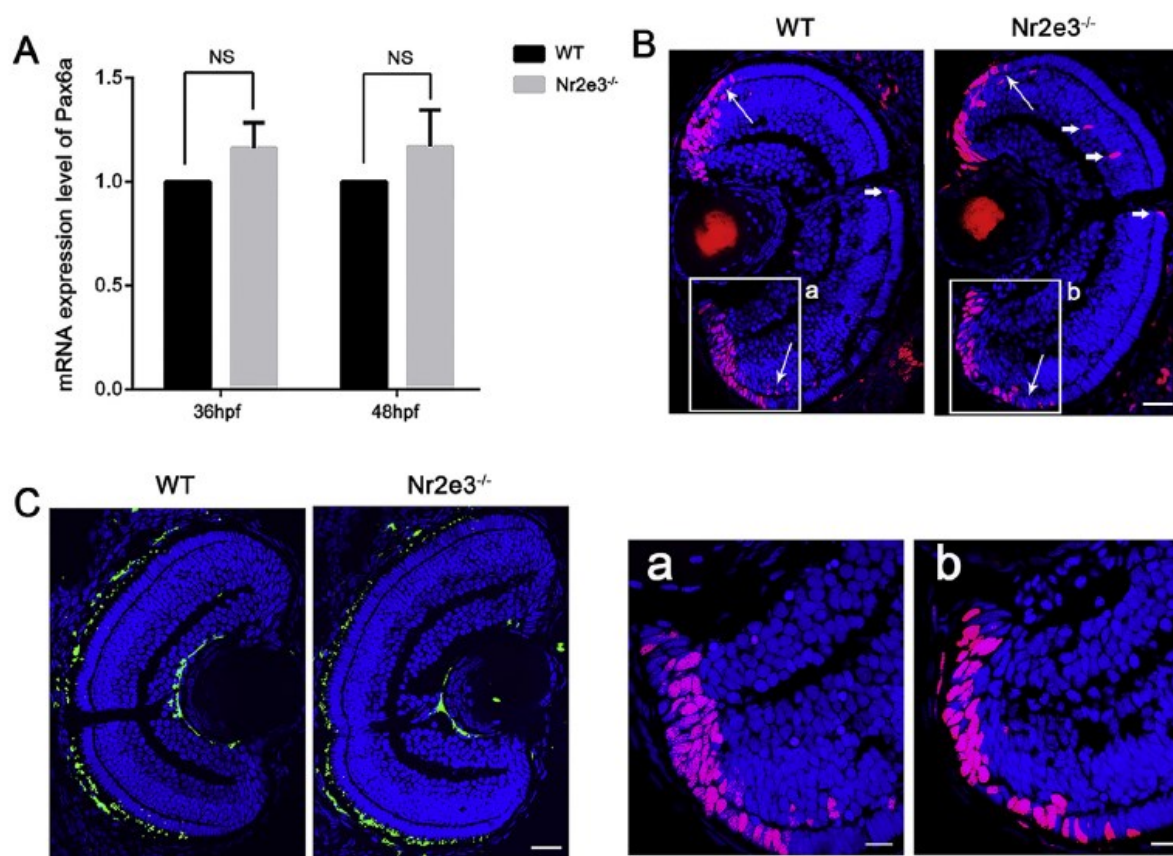 A
mRNA expression level of Pax6a
1.5
1.0
0.5
0.0
NS
NS
36hpf
48hpf
WT
Nr2e3-/-
B
WT
Nr2e3-/-
a
b
C
WT
Nr2e3-/-
a
b